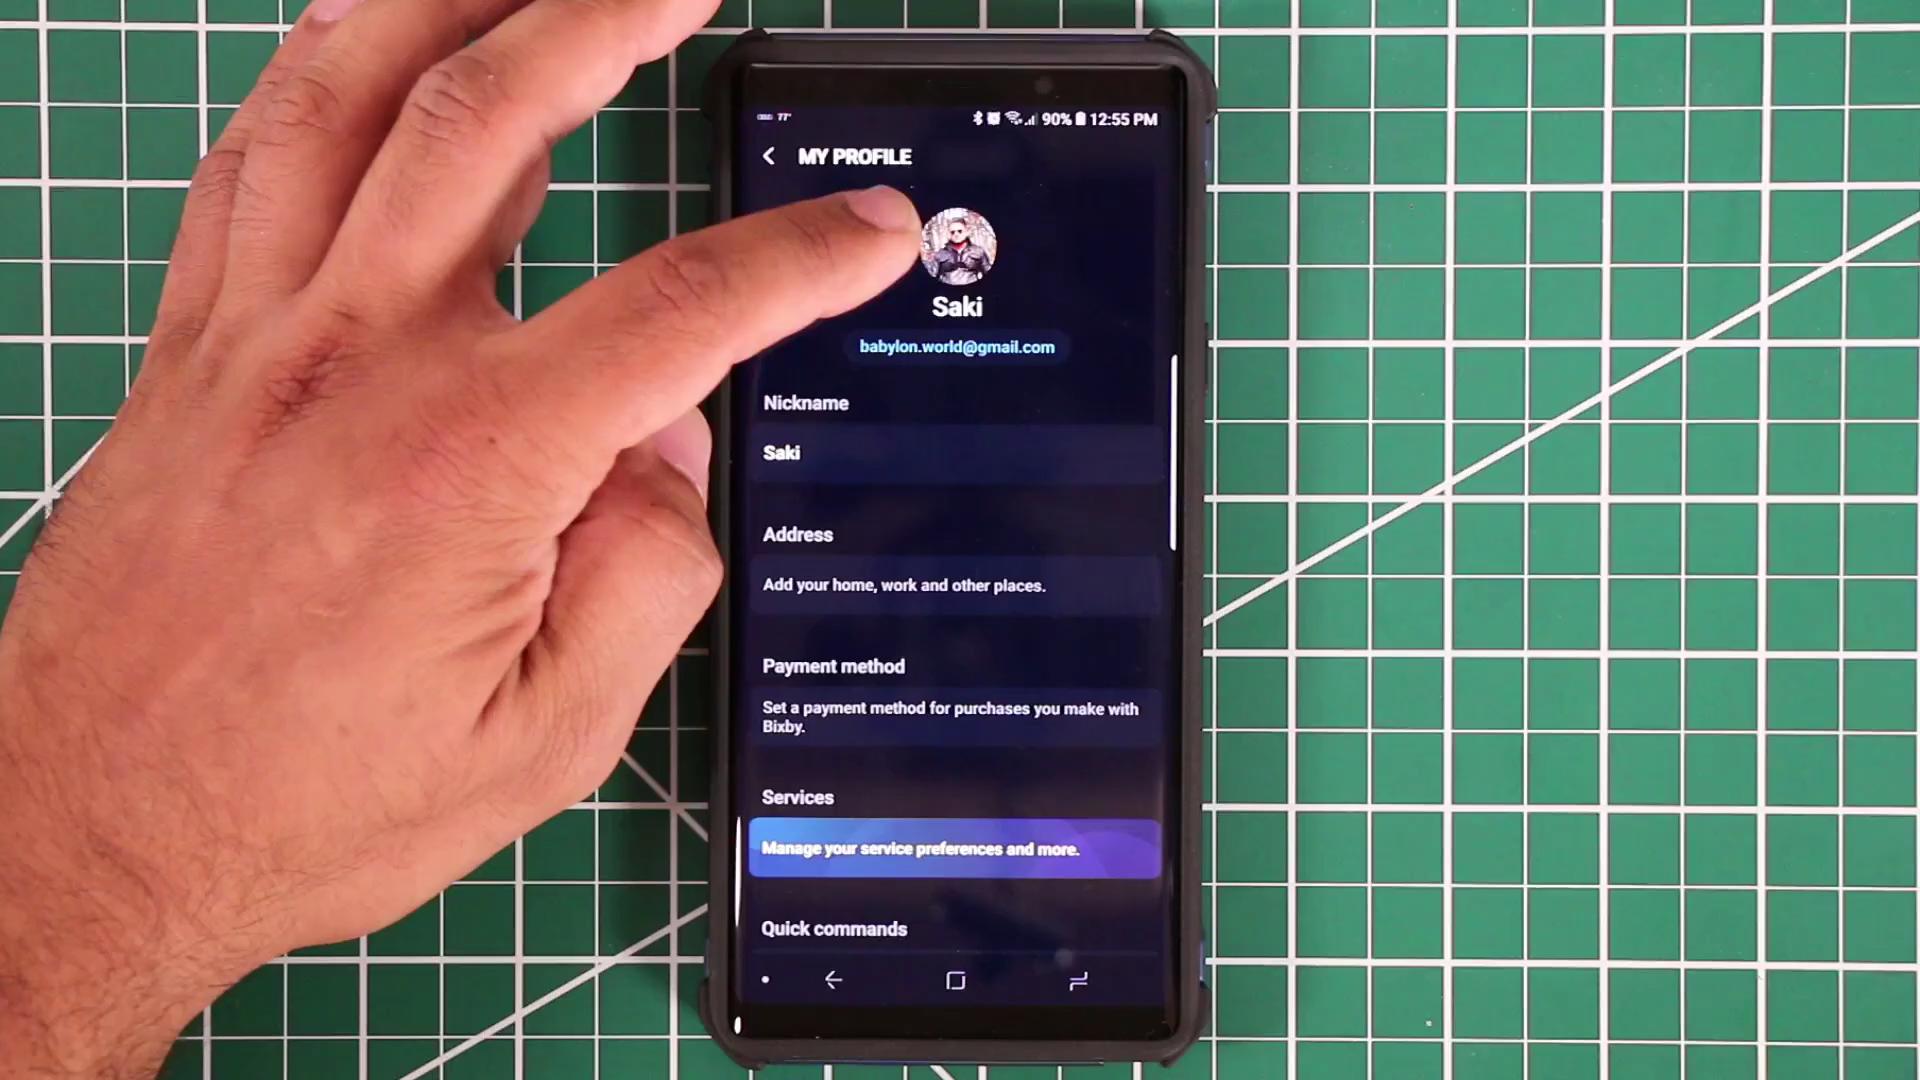 77°
90% 12:55 PM
MY PROFILE
Saki
babylon.world@gmail.com
Nickname
Saki
Address
Add your home, work and other places.
Payment method
Set a payment method for purchases you make with
Bixby.
Services
Manage your service preferences and more.
Quick commands